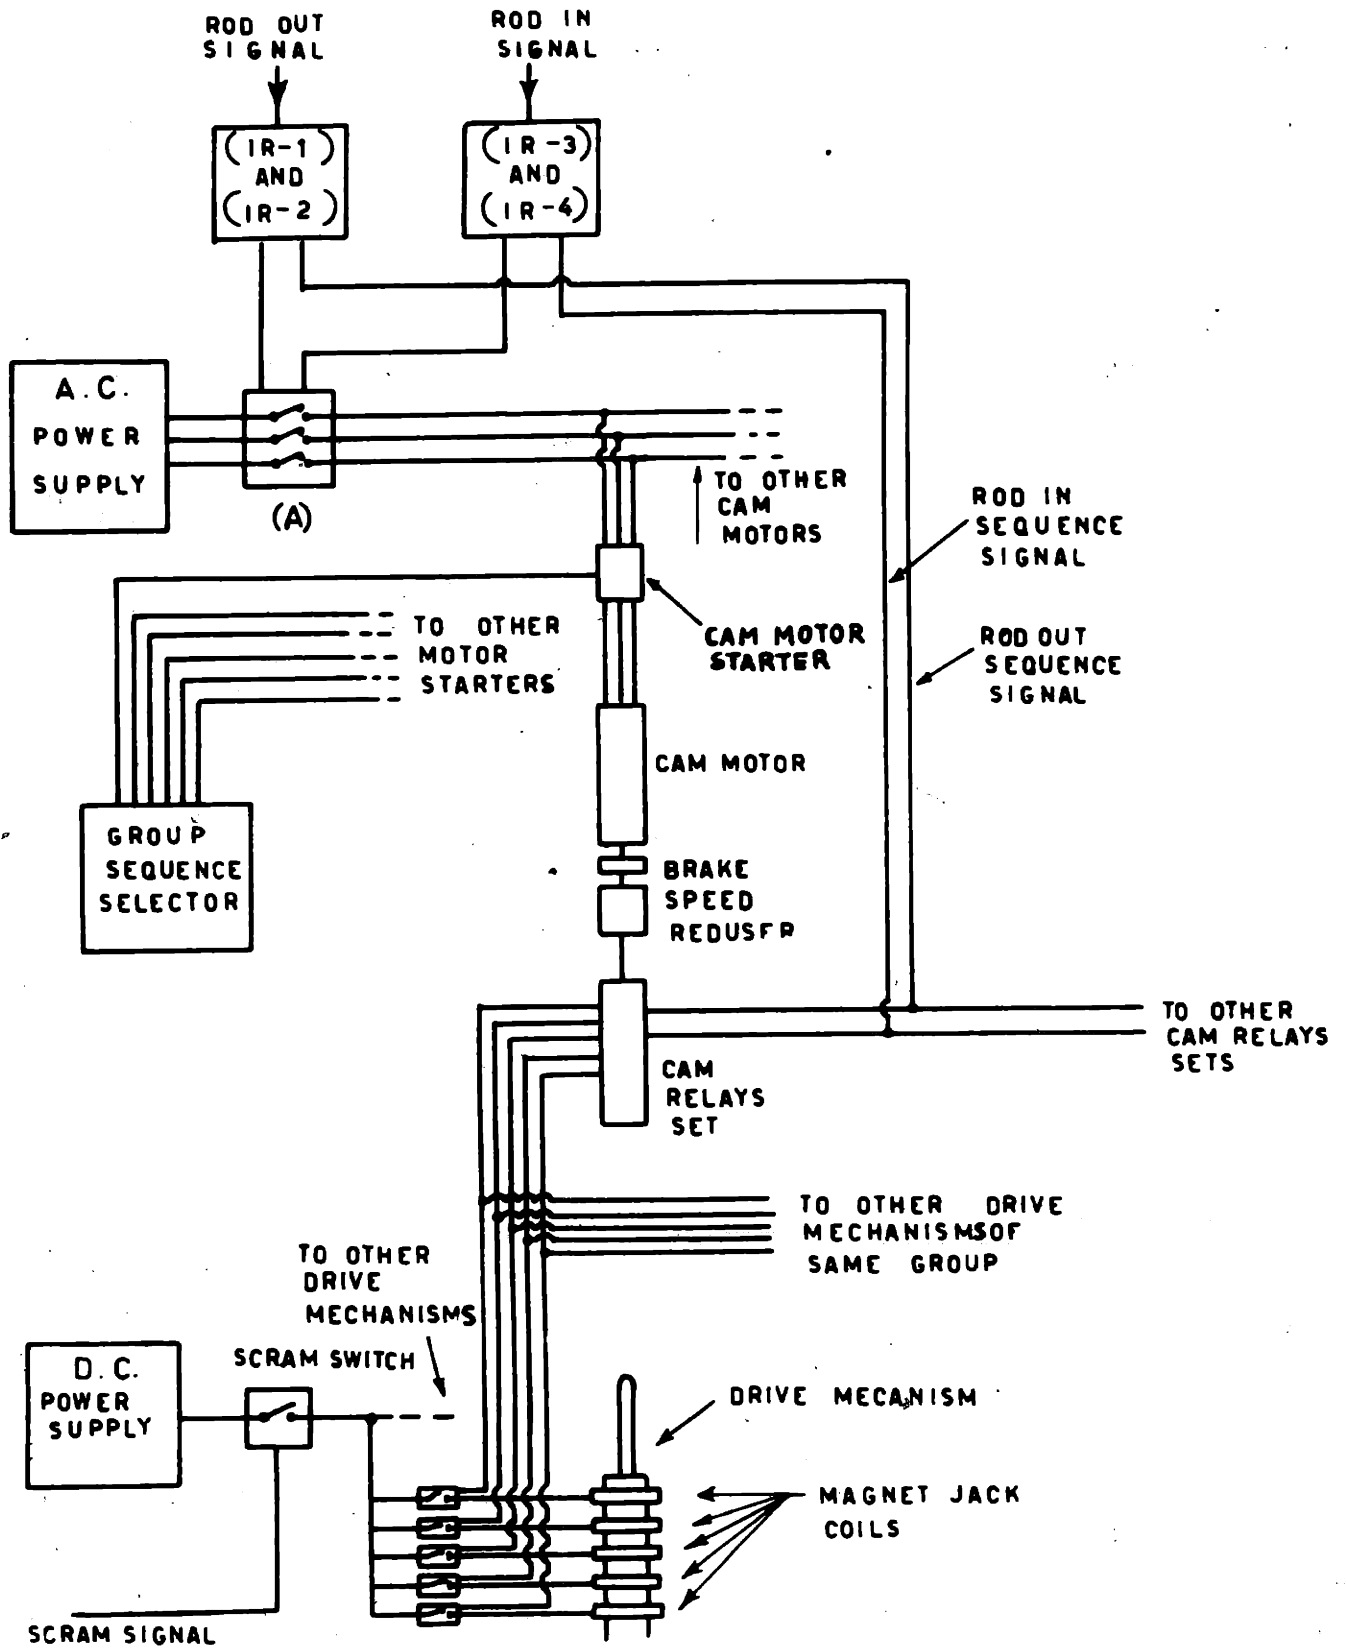 ROD OUT
SIGNAL
ROD IN
SIGNAL
(IR-1)
AND
(IR-2)
(IR-3)
AND
(IR-4)
A.C.
POWER
SUPPLY
(A)
TO OTHER
CAM
MOTORS
ROD IN
SEQUENCE
SIGNAL
TO OTHER
MOTOR
STARTERS
CAM MOTOR
STARTER
ROD OUT
SEQUENCE
SIGNAL
CAM MOTOR
GROUP
SEQUENCE
SELECTOR
BRAKE
SPEED
REDUSFR
TO OTHER
CAM RELAYS
SETS
CAM
RELAYS
SET
TO OTHER DRIVE
MECHANISMSOF
SAME GROUP
TO OTHER
DRIVE
MECHANISMS
SCRAM SWITCH
D.C.
POWER
SUPPLY
DRIVE MECANISM
MAGNET JACK
COILS
SCRAM SIGNAL